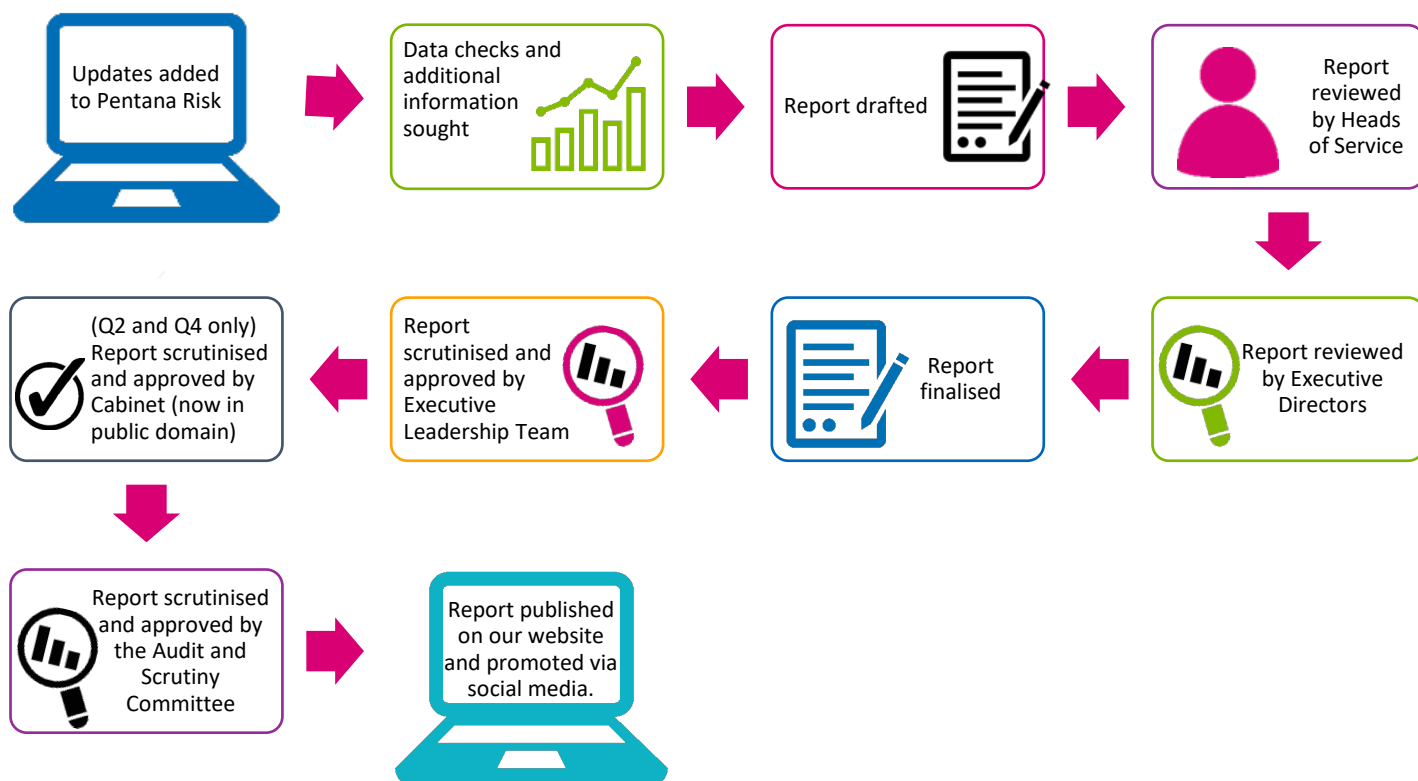 Updates added
to Pentana Risk
Data checks and
additional
information
sought
Report drafted
Report
reviewed
by Heads
of Service
Report reviewed
by Executive
Directors
Report
finalised
Report
scrutinised and
approved by
Executive
Leadership Team
(Q2 and Q4 only)
Report scrutinised
and approved by
Cabinet (now in
public domain)
Report scrutinised
and approved by
the Audit and
Scrutiny
Committee
Report published
on our website
and promoted via
social media.